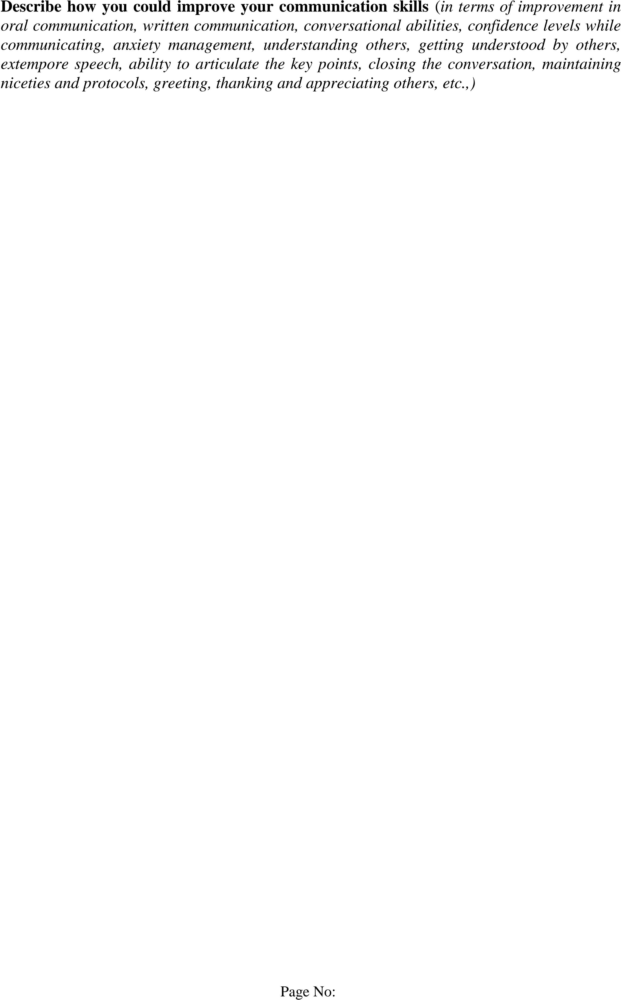 Describe how you could improve your communication skills (in terms of improvement in
oral communication, written communication, conversational abilities, confidence levels while
communicating, anxiety management, understanding others, getting understood by others,
extempore speech, ability to articulate the key points, closing the conversation, maintaining
niceties and protocols, greeting, thanking and appreciating others, etc.,)
Page No: